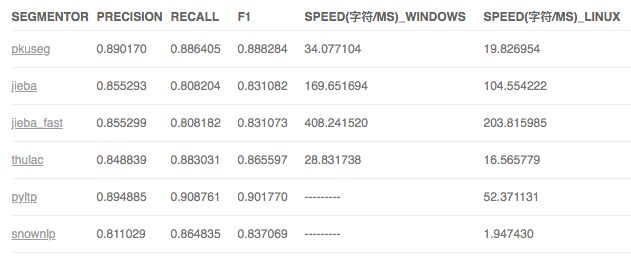 SEGMENTOR PRECISION RECALL F1 SPEED(字符/MS)_WINDOWS SPEED(字符/MS)_LINUX
pkuseg 0.890170 0.886405 0.888284 34.077104 19.826954
jieba 0.855293 0.808204 0.831082 169.651694 104.554222
jieba_fast 0.855299 0.808182 0.831073 408.241520 203.815985
thulac 0.848839 0.883031 0.865597 28.831738 16.565779
pyltp 0.894885 0.908761 0.901770 --------- 52.371131
snownlp 0.811029 0.864835 0.837069 --------- 1.947430